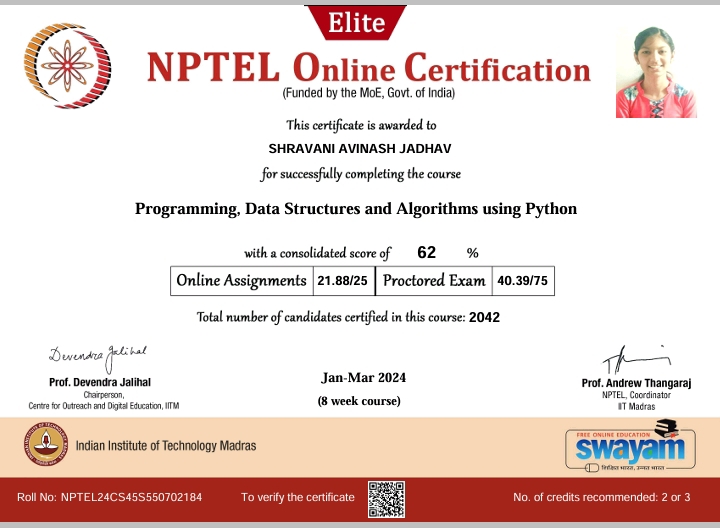 Elite
NPTEL Online Certification
(Funded by the MoE, Govt. of India)
This certificate is awarded to
SHRAVANI AVINASH JADHAV
for successfully completing the course
Programming, Data Structures and Algorithms using Python
with a consolidated score of 62 %
Online Assignments 21.88/25 Proctored Exam 40.39/75
Total number of candidates certified in this course: 2042
Devendra Jalihal
Prof. Devendra Jalihal
Chairperson,
Centre for Outreach and Digital Education, IITM
Jan-Mar 2024
(8 week course)
Prof. Andrew Thangaraj
NPTEL, Coordinator
IIT Madras
Indian Institute of Technology Madras
FREE ONLINE EDUCATION
swayam
शिक्षित भारत, उन्नत भारत
Roll No: NPTEL24CS45S550702184
To verify the certificate
No. of credits recommended: 2 or 3